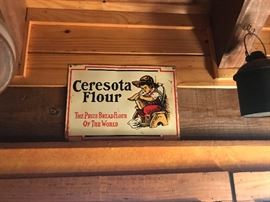 Ceresota
Flour
The Prize Bread Flour
Of The World